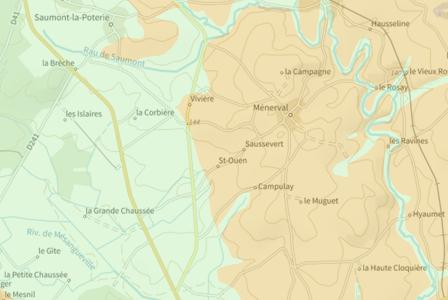 D41
Saumont-la-Poterie
Hausseline
Rau de Saumont
la Brèche
la Campagne
le Vieux Ro
le Rosay
Vivière
Ménerval
les Islaires
la Corbière
144
D241
Saussevert
les Ravines
St-Ouen
Campulay
le Muguet
la Grande Chaussée
Hyaumet
Riv. de Mésangueville
le Gîte
la Haute Cloquière
la Petite Chaussée
ger
le Mesnil